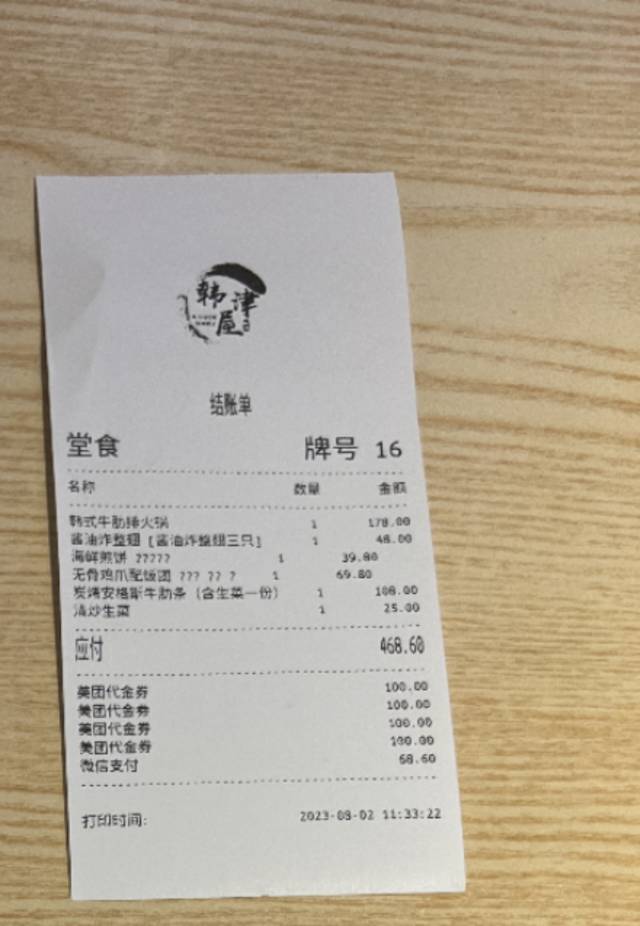 韩津屋
结账单
堂食 牌号 16
名称 数量 金额
韩式牛肋排火锅 1 178.00
酱油炸整翅 [酱油炸整翅三只] 1 48.00
海鲜煎饼 ????? 1 39.80
无骨鸡爪配饭团 ??? ?? ? 1 69.80
炭烤安格斯牛肋条（含生菜一份） 1 108.00
清炒生菜 1 25.00
应付 468.60
美团代金券 100.00
美团代金券 100.00
美团代金券 100.00
美团代金券 100.00
微信支付 68.60
打印时间: 2023-08-02 11:33:22